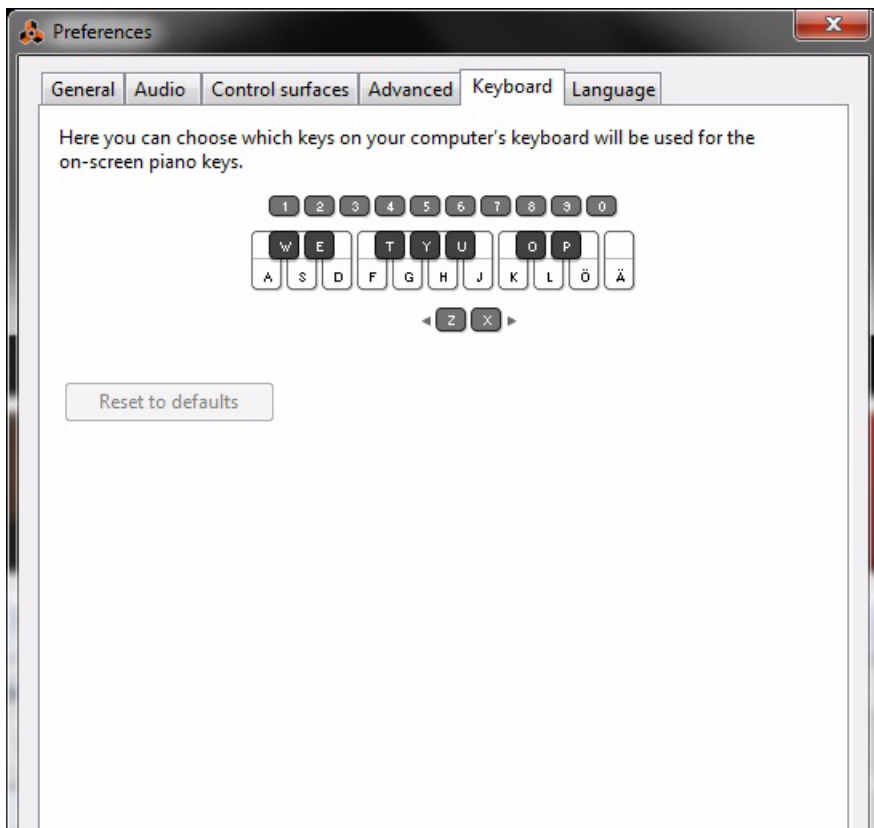 Preferences
General Audio Control surfaces Advanced Keyboard Language
Here you can choose which keys on your computer's keyboard will be used for the
on-screen piano keys.
1 2 3 4 5 6 7 8 9 0
W E T Y U O P
A S D F G H J K L Ö Ä
Z X
Reset to defaults